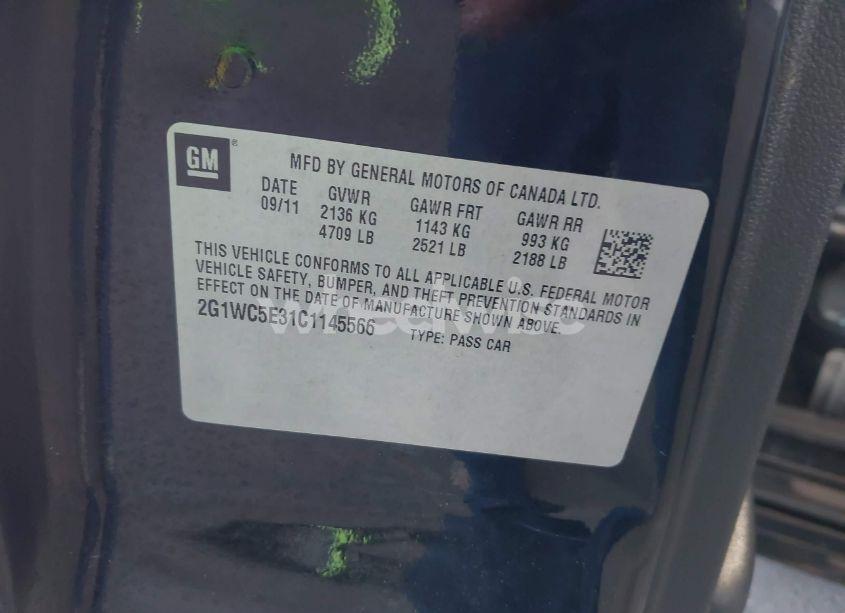 GM ®
MFD BY GENERAL MOTORS OF CANADA LTD.
DATE GVWR GAWR FRT GAWR RR
09/11 2136 KG 1143 KG 993 KG
4709 LB 2521 LB 2188 LB
THIS VEHICLE CONFORMS TO ALL APPLICABLE U.S. FEDERAL MOTOR
VEHICLE SAFETY, BUMPER, AND THEFT PREVENTION STANDARDS IN
EFFECT ON THE DATE OF MANUFACTURE SHOWN ABOVE.
2G1WC5E31C1145566 TYPE: PASS CAR
wheelwise